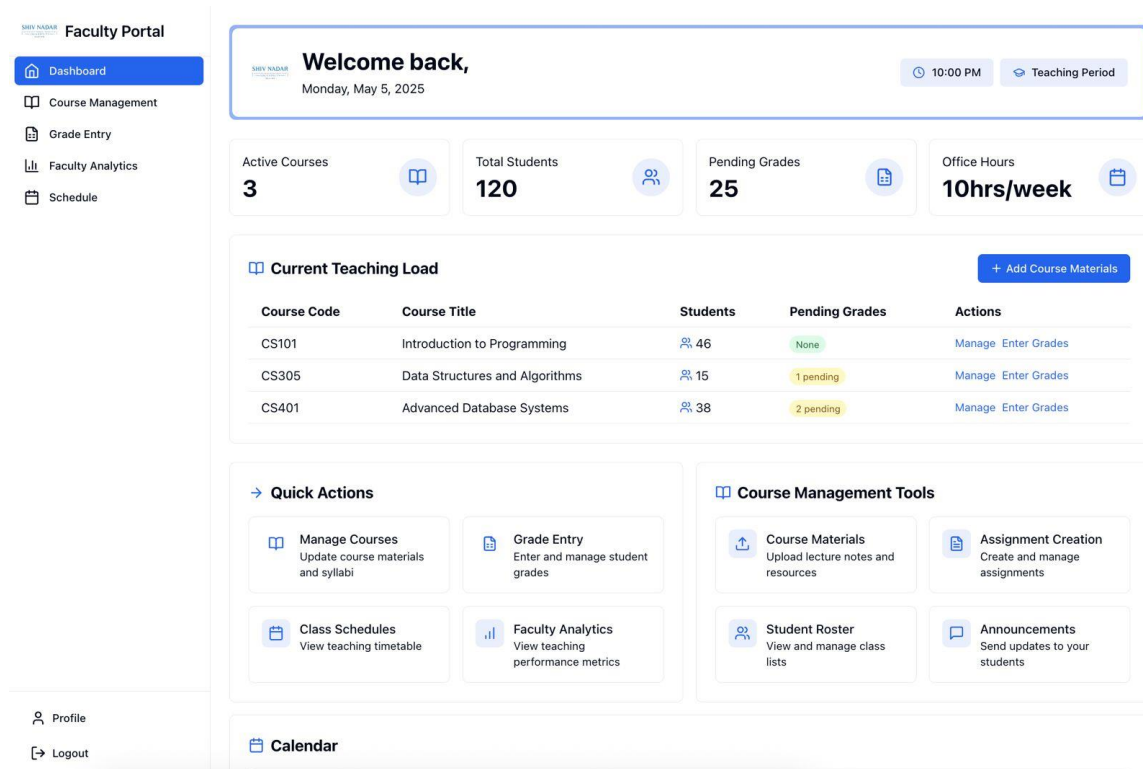 SHIV NADAR
Faculty Portal
Dashboard
Course Management
Grade Entry
Faculty Analytics
Schedule
Profile
Logout
SHIV NADAR
Welcome back,
Monday, May 5, 2025
10:00 PM
Teaching Period
Active Courses
3
Total Students
120
Pending Grades
25
Office Hours
10hrs/week
Current Teaching Load
+ Add Course Materials
Course Code Course Title Students Pending Grades Actions
CS101 Introduction to Programming 46 None Manage Enter Grades
CS305 Data Structures and Algorithms 15 1 pending Manage Enter Grades
CS401 Advanced Database Systems 38 2 pending Manage Enter Grades
Quick Actions
Manage Courses
Update course materials
and syllabi
Grade Entry
Enter and manage student
grades
Class Schedules
View teaching timetable
Faculty Analytics
View teaching
performance metrics
Course Management Tools
Course Materials
Upload lecture notes and
resources
Assignment Creation
Create and manage
assignments
Student Roster
View and manage class
lists
Announcements
Send updates to your
students
Calendar